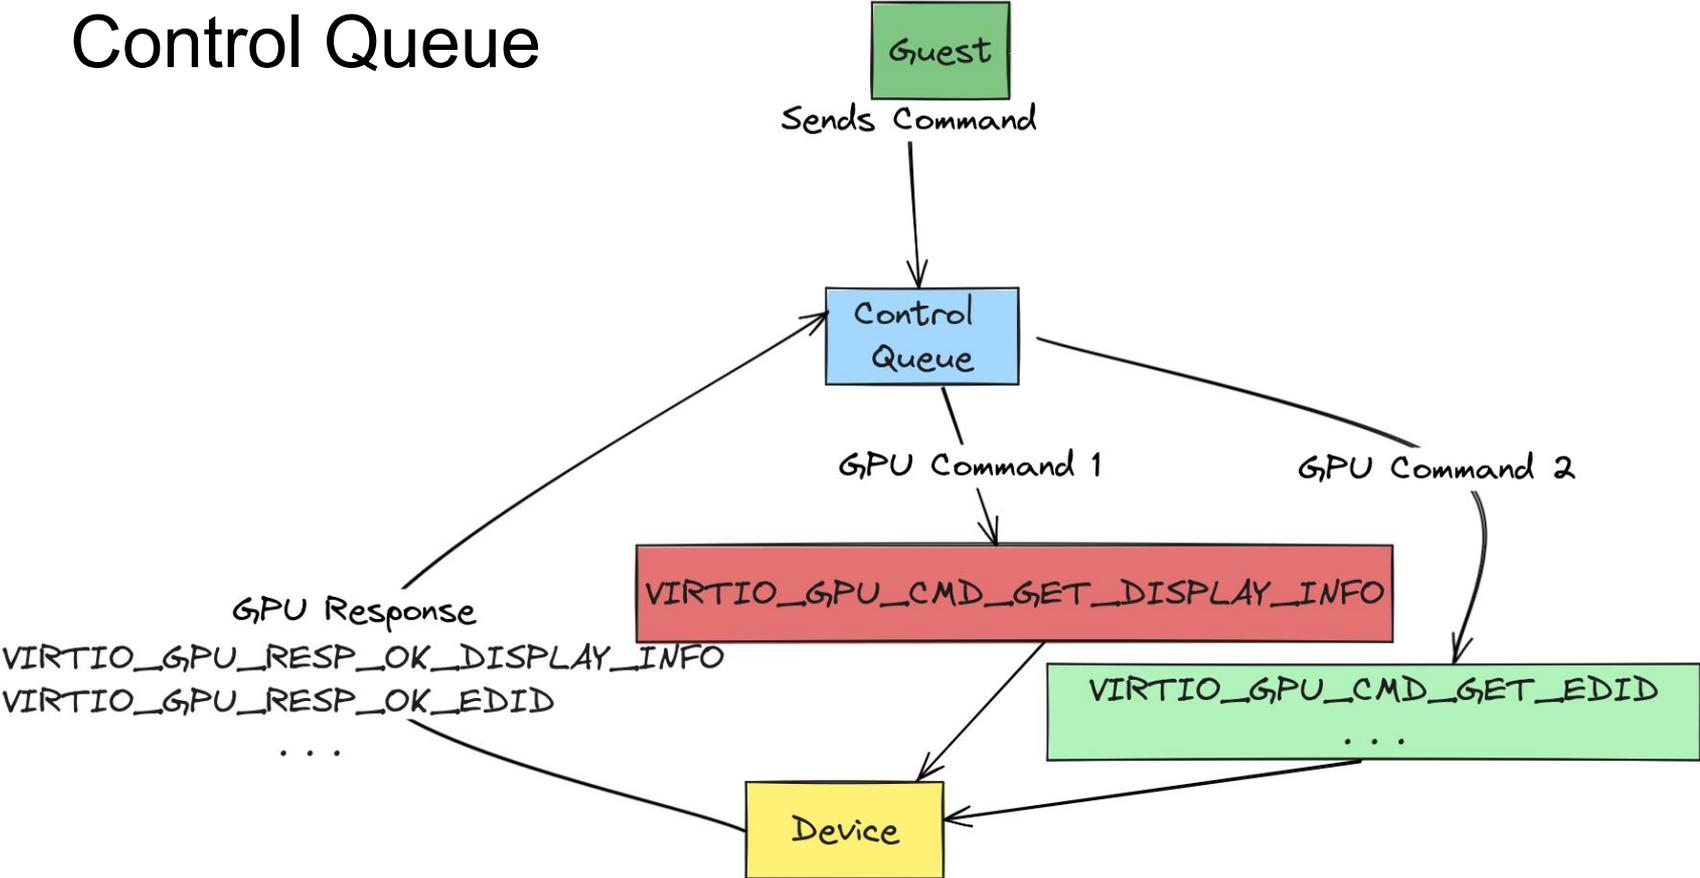 Control Queue
Guest
Sends Command
Control
Queue
GPU Command 1
GPU Command 2
VIRTIO_GPU_CMD_GET_DISPLAY_INFO
GPU Response
VIRTIO_GPU_RESP_OK_DISPLAY_INFO
VIRTIO_GPU_RESP_OK_EDID
...
VIRTIO_GPU_CMD_GET_EDID
...
Device